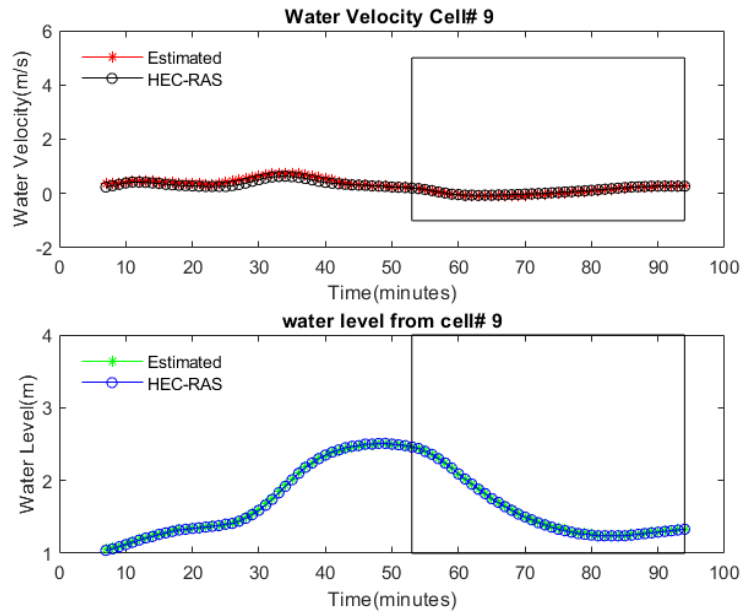 Water Velocity Cell# 9
6
4
2
0
-2
Water Velocity(m/s)
Estimated
HEC-RAS
0 10 20 30 40 50 60 70 80 90 100
Time(minutes)
water level from cell# 9
4
3
2
1
Water Level(m)
Estimated
HEC-RAS
0 10 20 30 40 50 60 70 80 90 100
Time(minutes)